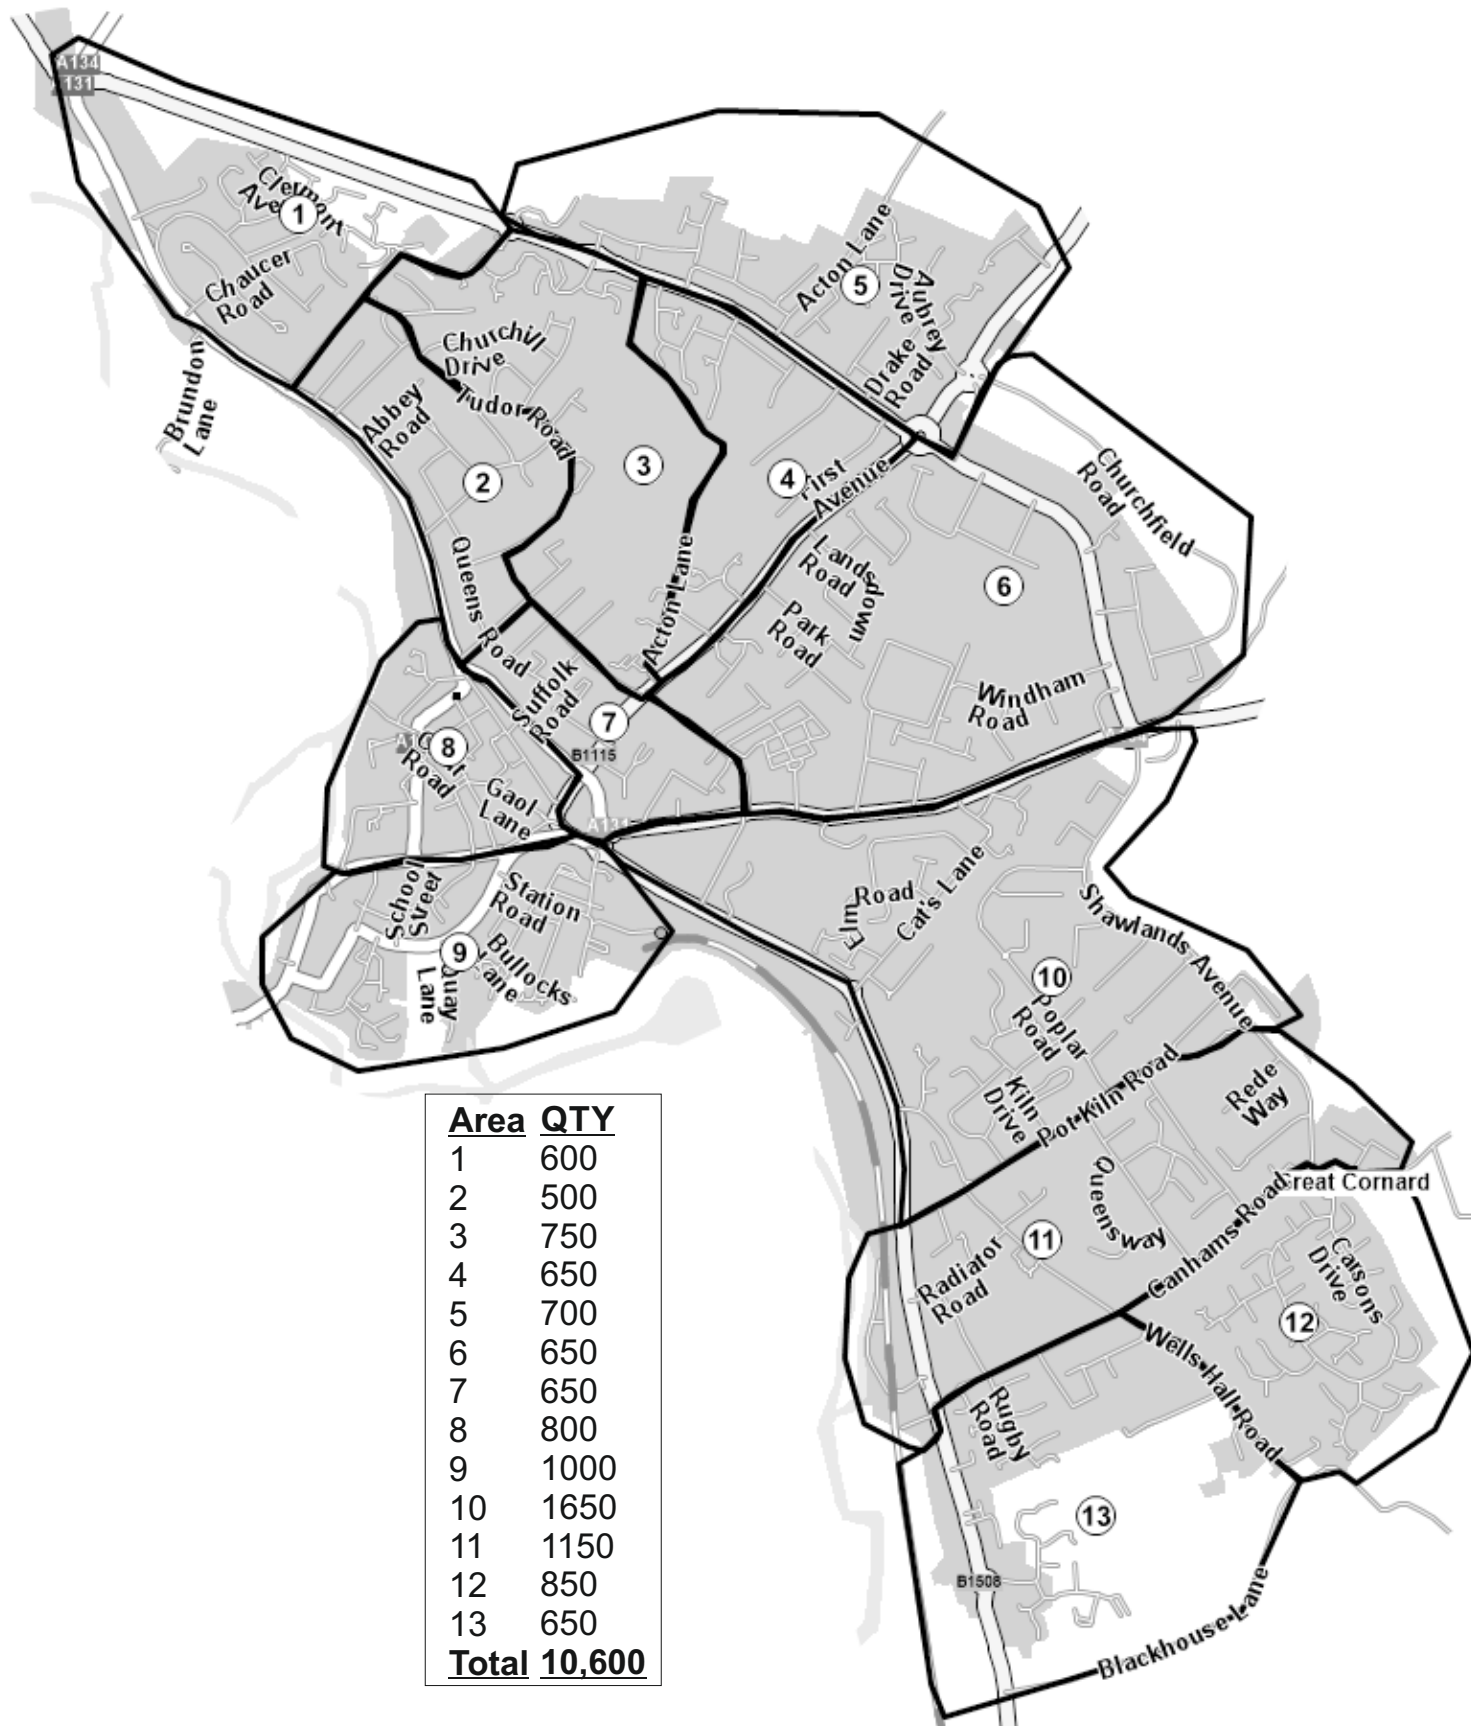 A134
A131
Clermont
Avenue
1
Chaucer
Road
Brundon
Lane
Acton Lane
5
Aubrey
Drive
Drake
Road
Churchill
Drive
Tudor Road
Abbey
Road
2
3
4
First
Avenue
Churchfield
Road
Lansdown
Road
6
Park
Road
Queens Road
Acton Lane
Suffolk
Road
7
Windham
Road
B1115
8
Road
Gaol
Lane
A131
School
Street
Station
Road
9
Bullocks
Lane
Quay
Lane
Elm Road
Cat's Lane
Shawlands Avenue
10
Poplar
Road
Kiln
Drive
Pot Kiln Road
Rede
Way
Queensway
Great Cornard
Canhams Road
11
Radiator
Road
Carsons
Drive
12
Wells Hall Road
Rugby
Road
13
B1508
Blackhouse Lane
Area QTY
1 600
2 500
3 750
4 650
5 700
6 650
7 650
8 800
9 1000
10 1650
11 1150
12 850
13 650
Total 10,600